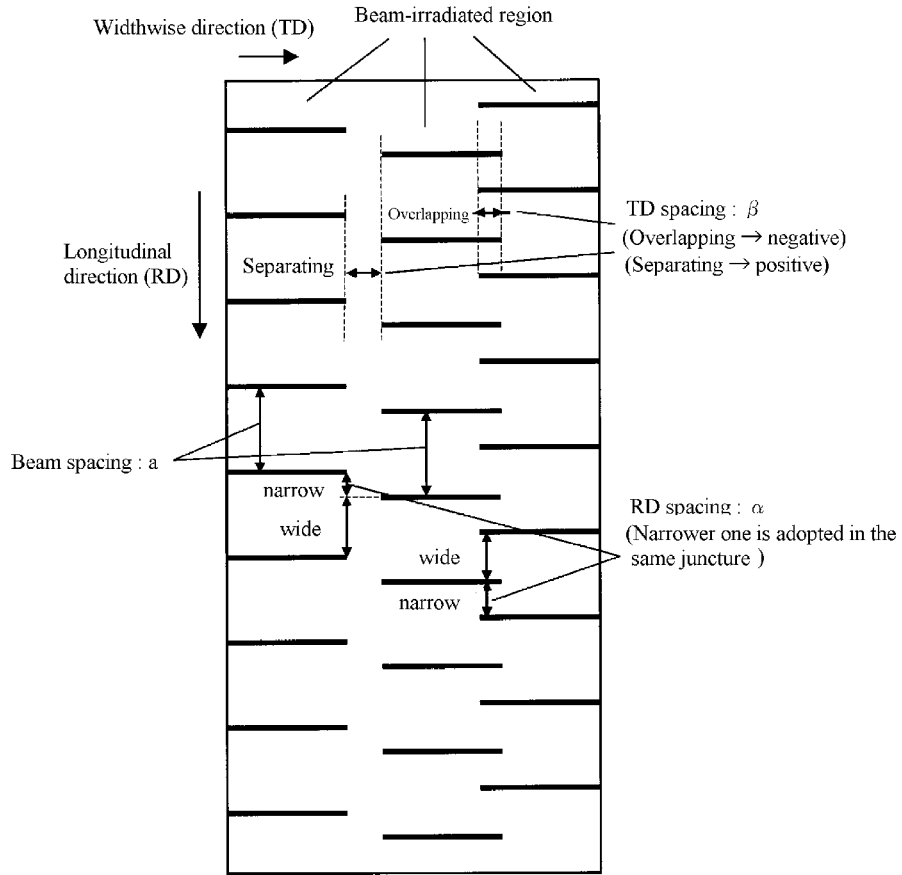 Beam-irradiated region
Widthwise direction (TD)
Overlapping
TD spacing : β
(Overlapping → negative)
(Separating → positive)
Longitudinal
direction (RD)
Separating
Beam spacing : a
narrow
wide
RD spacing : α
(Narrower one is adopted in the
same juncture )
wide
narrow